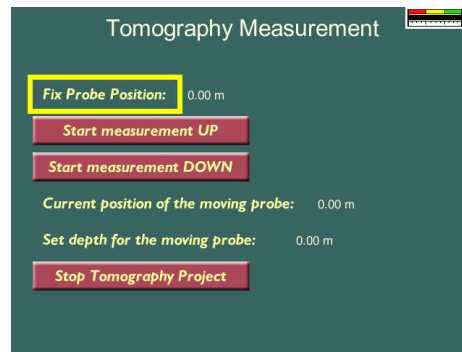 Tomography Measurement
Fix Probe Position: 0.00 m
Start measurement UP
Start measurement DOWN
Current position of the moving probe: 0.00 m
Set depth for the moving probe: 0.00 m
Stop Tomography Project